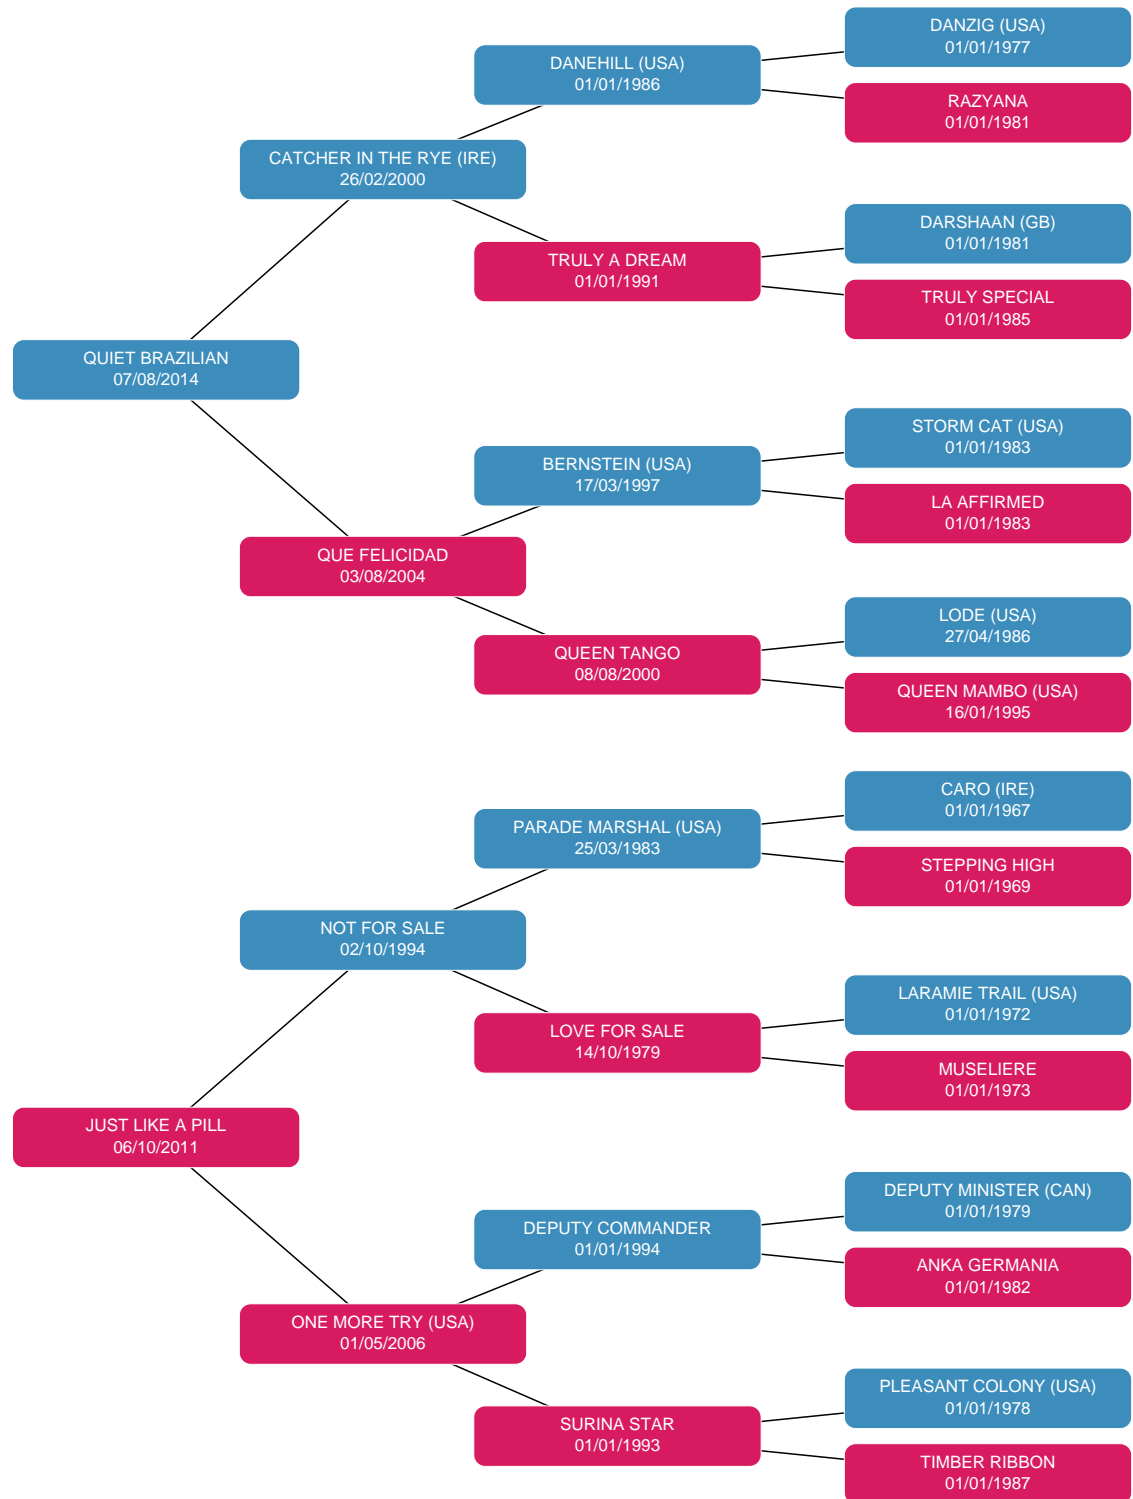 DANZIG (USA)
01/01/1977
DANEHILL (USA)
01/01/1986
RAZYANA
01/01/1981
CATCHER IN THE RYE (IRE)
26/02/2000
DARSHAAN (GB)
01/01/1981
TRULY A DREAM
01/01/1991
TRULY SPECIAL
01/01/1985
QUIET BRAZILIAN
07/08/2014
STORM CAT (USA)
01/01/1983
BERNSTEIN (USA)
17/03/1997
LA AFFIRMED
01/01/1983
QUE FELICIDAD
03/08/2004
LODE (USA)
27/04/1986
QUEEN TANGO
08/08/2000
QUEEN MAMBO (USA)
16/01/1995
CARO (IRE)
01/01/1967
PARADE MARSHAL (USA)
25/03/1983
STEPPING HIGH
01/01/1969
NOT FOR SALE
02/10/1994
LARAMIE TRAIL (USA)
01/01/1972
LOVE FOR SALE
14/10/1979
MUSELIERE
01/01/1973
JUST LIKE A PILL
06/10/2011
DEPUTY MINISTER (CAN)
01/01/1979
DEPUTY COMMANDER
01/01/1994
ANKA GERMANIA
01/01/1982
ONE MORE TRY (USA)
01/05/2006
PLEASANT COLONY (USA)
01/01/1978
SURINA STAR
01/01/1993
TIMBER RIBBON
01/01/1987